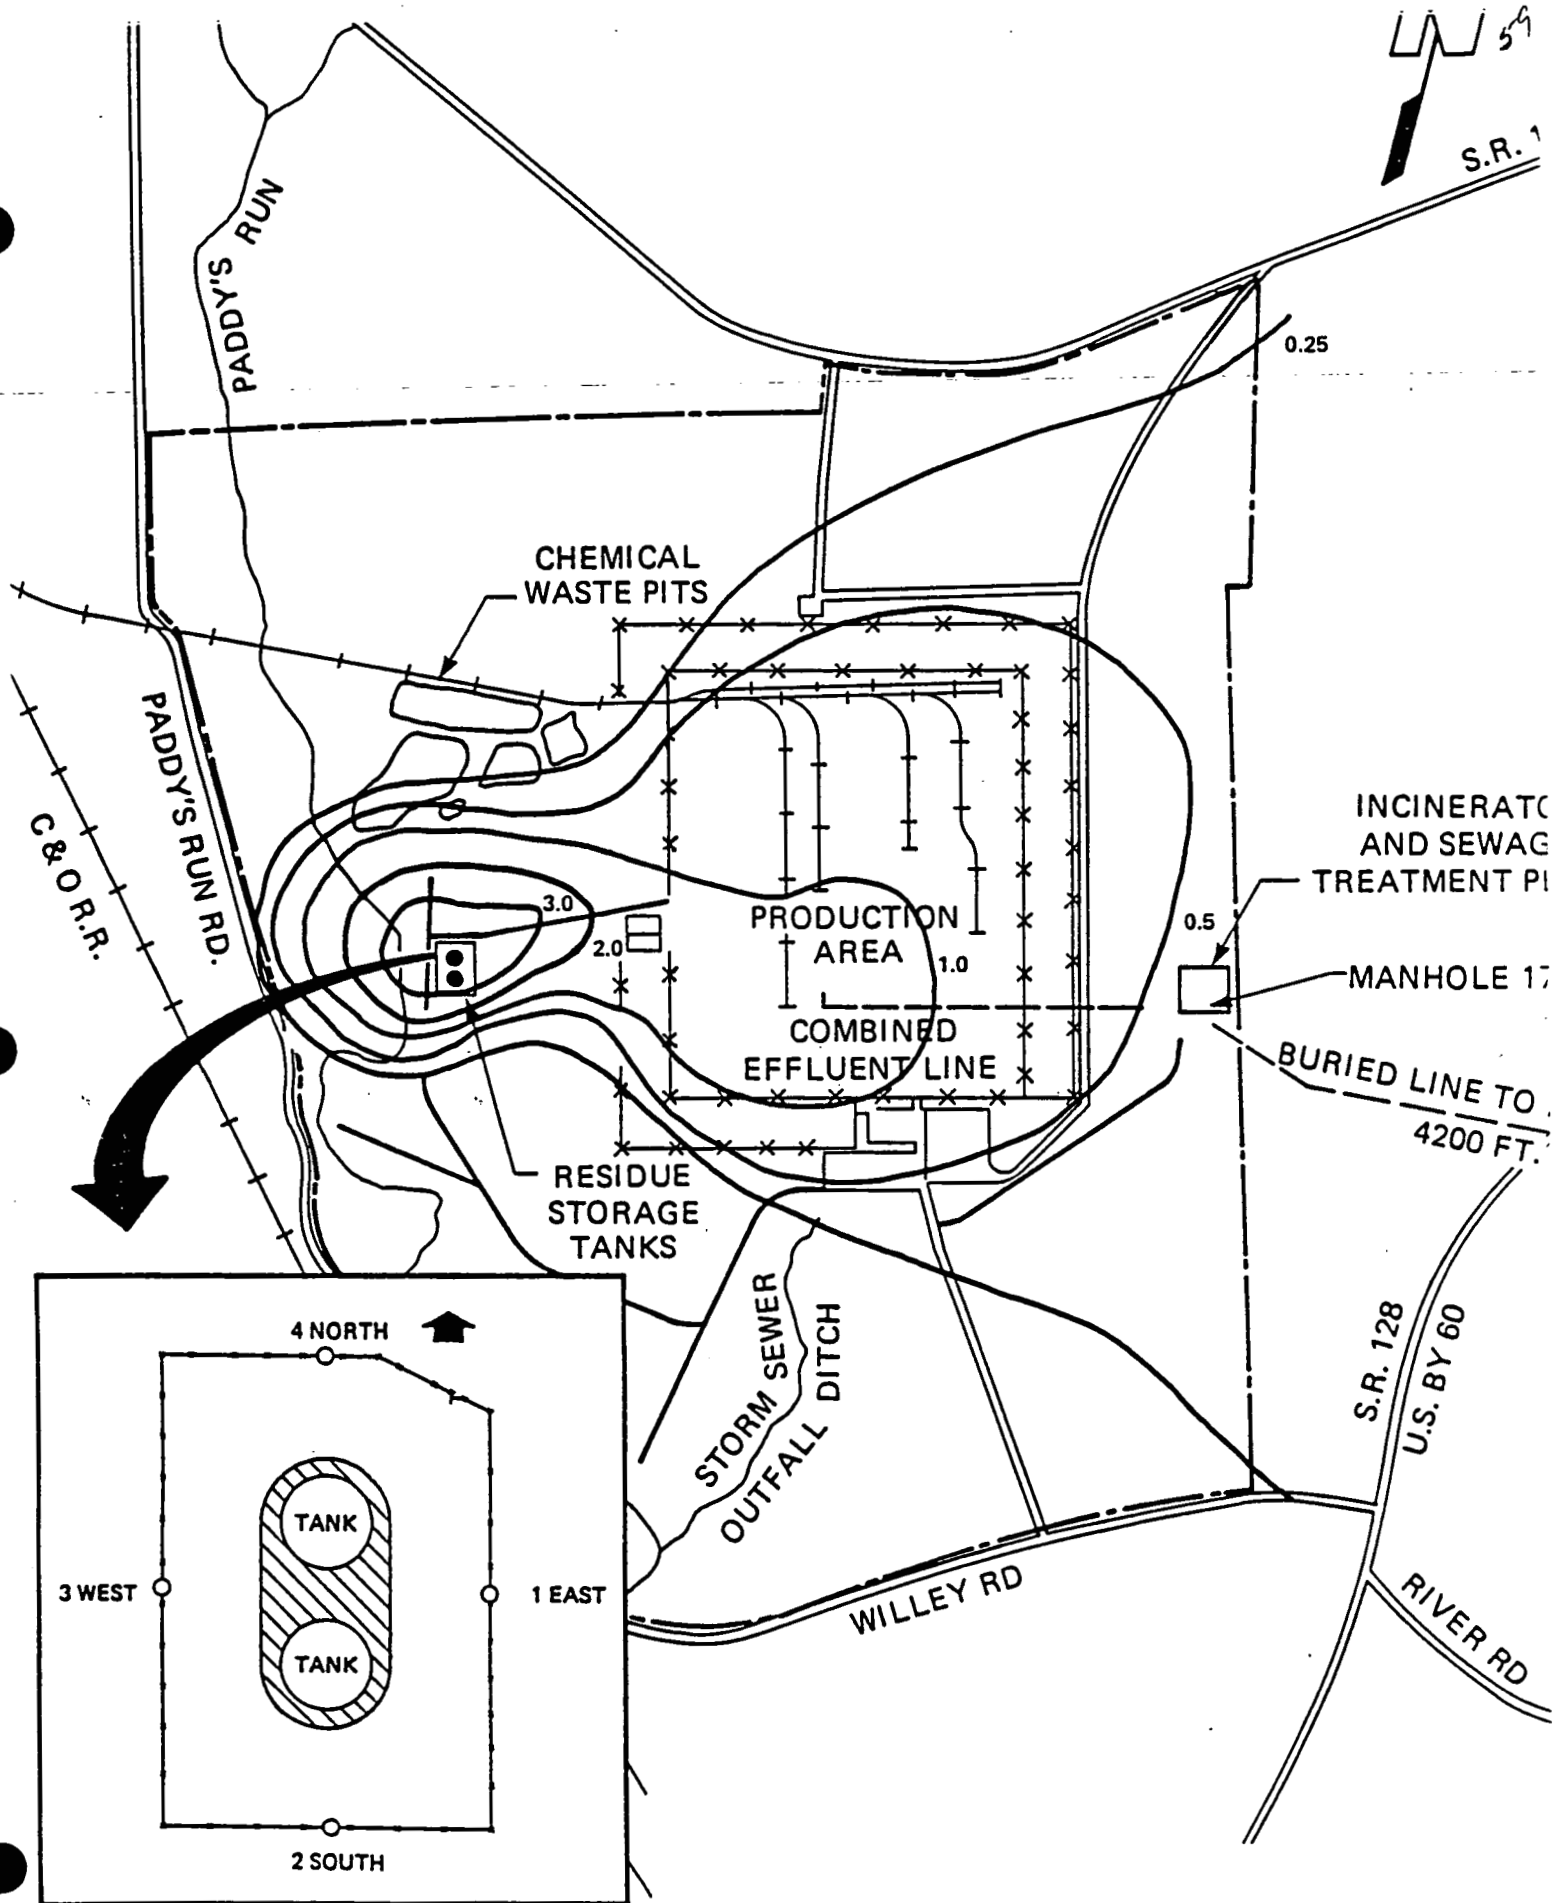 N
59
S.R. 1
PADDY'S RUN
0.25
CHEMICAL
WASTE PITS
PADDY'S RUN RD.
C & O R.R.
INCINERATO
AND SEWAG
TREATMENT
3.0
2.0
PRODUCTION
AREA
1.0
0.5
MANHOLE 17
COMBINED
EFFLUENT LINE
BURIED LINE TO
4200 FT.
RESIDUE
STORAGE
TANKS
STORM SEWER
OUTFALL DITCH
S.R. 128
U.S. BY 60
WILLEY RD
RIVER RD
4 NORTH
TANK
3 WEST
1 EAST
TANK
2 SOUTH